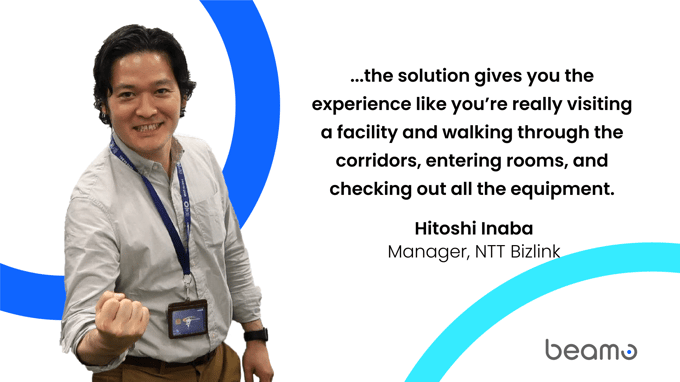 ...the solution gives you the
experience like you’re really visiting
a facility and walking through the
corridors, entering rooms, and
checking out all the equipment.
Hitoshi Inaba
Manager, NTT Bizlink
beamo